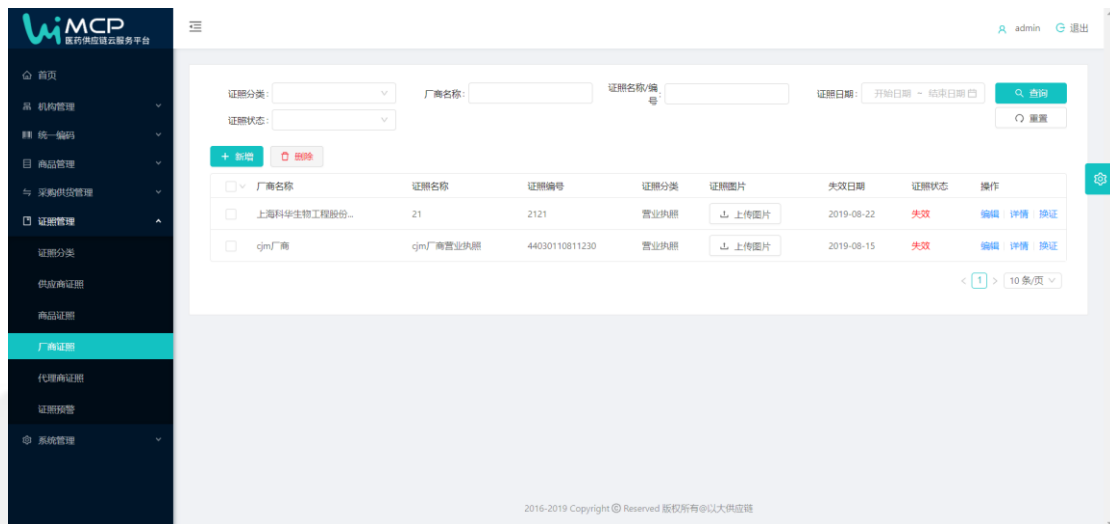 MCP
医药供应链云服务平台
admin 退出
首页
机构管理
统一编码
商品管理
采购供货管理
证照管理
证照分类
供应商证照
商品证照
厂商证照
代理商证照
证照预警
系统管理
证照分类: 厂商名称: 证照名称/编号: 证照日期: 开始日期 ~ 结束日期 查询
证照状态: 重置
+ 新增 删除
厂商名称 证照名称 证照编号 证照分类 证照图片 失效日期 证照状态 操作
上海科华生物工程股份... 21 2121 营业执照 上传图片 2019-08-22 失效 编辑 详情 换证
cjm厂商 cjm厂商营业执照 44030110811230 营业执照 上传图片 2019-08-15 失效 编辑 详情 换证
< 1 > 10 条/页
2016-2019 Copyright © Reserved 版权所有@以大供应链